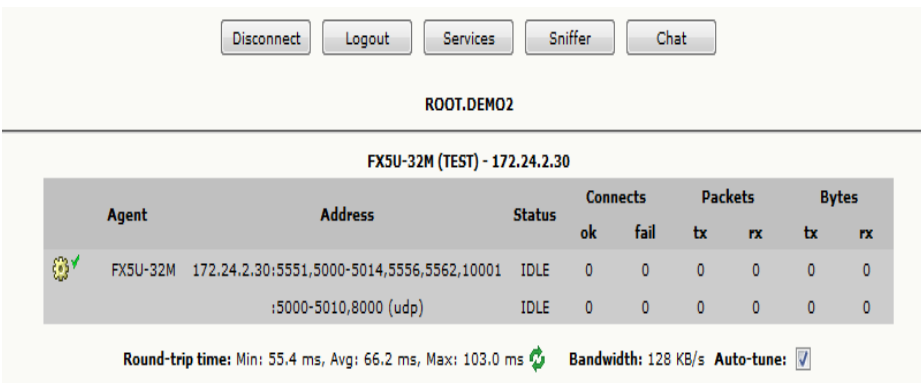 Disconnect Logout Services Sniffer Chat
ROOT.DEMO2
FX5U-32M (TEST) - 172.24.2.30
Agent Address Status Connects Packets Bytes
ok fail tx rx tx rx
FX5U-32M 172.24.2.30:5551,5000-5014,5556,5562,10001 IDLE 0 0 0 0 0 0
:5000-5010,8000 (udp) IDLE 0 0 0 0 0 0
Round-trip time: Min: 55.4 ms, Avg: 66.2 ms, Max: 103.0 ms Bandwidth: 128 KB/s Auto-tune: